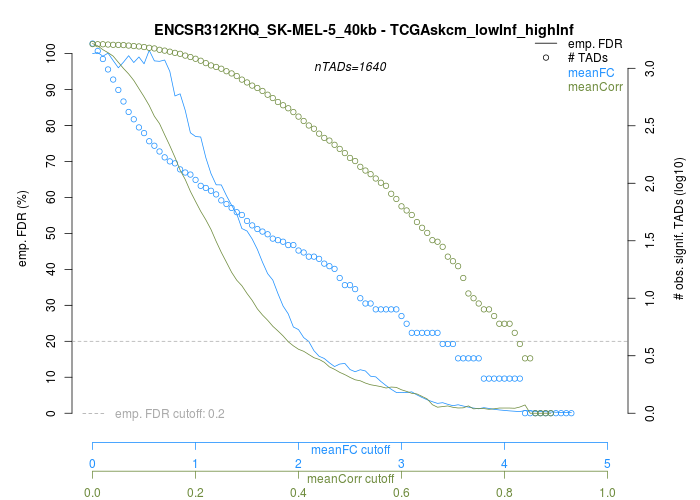 ENCSR312KHQ_SK-MEL-5_40kb - TCGAskcm_lowInf_highInf
emp. FDR
# TADs
meanFC
meanCorr
nTADs=1640
emp. FDR (%)
100
90
80
70
60
50
40
30
20
10
0
# obs. signif. TADs (log10)
3.0
2.5
2.0
1.5
1.0
0.5
0.0
emp. FDR cutoff: 0.2
meanFC cutoff
0 1 2 3 4 5
meanCorr cutoff
0.0 0.2 0.4 0.6 0.8 1.0